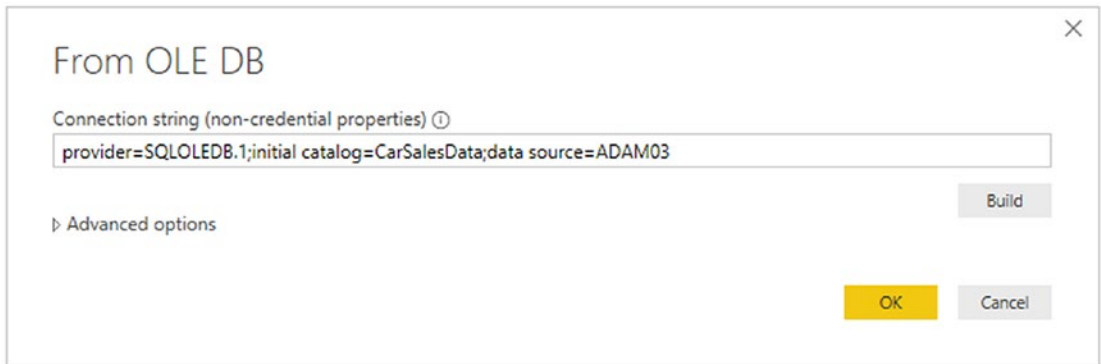 From OLE DB
Connection string (non-credential properties) ⓘ
provider=SQLOLEDB.1;initial catalog=CarSalesData;data source=ADAM03
Build
Advanced options
OK
Cancel